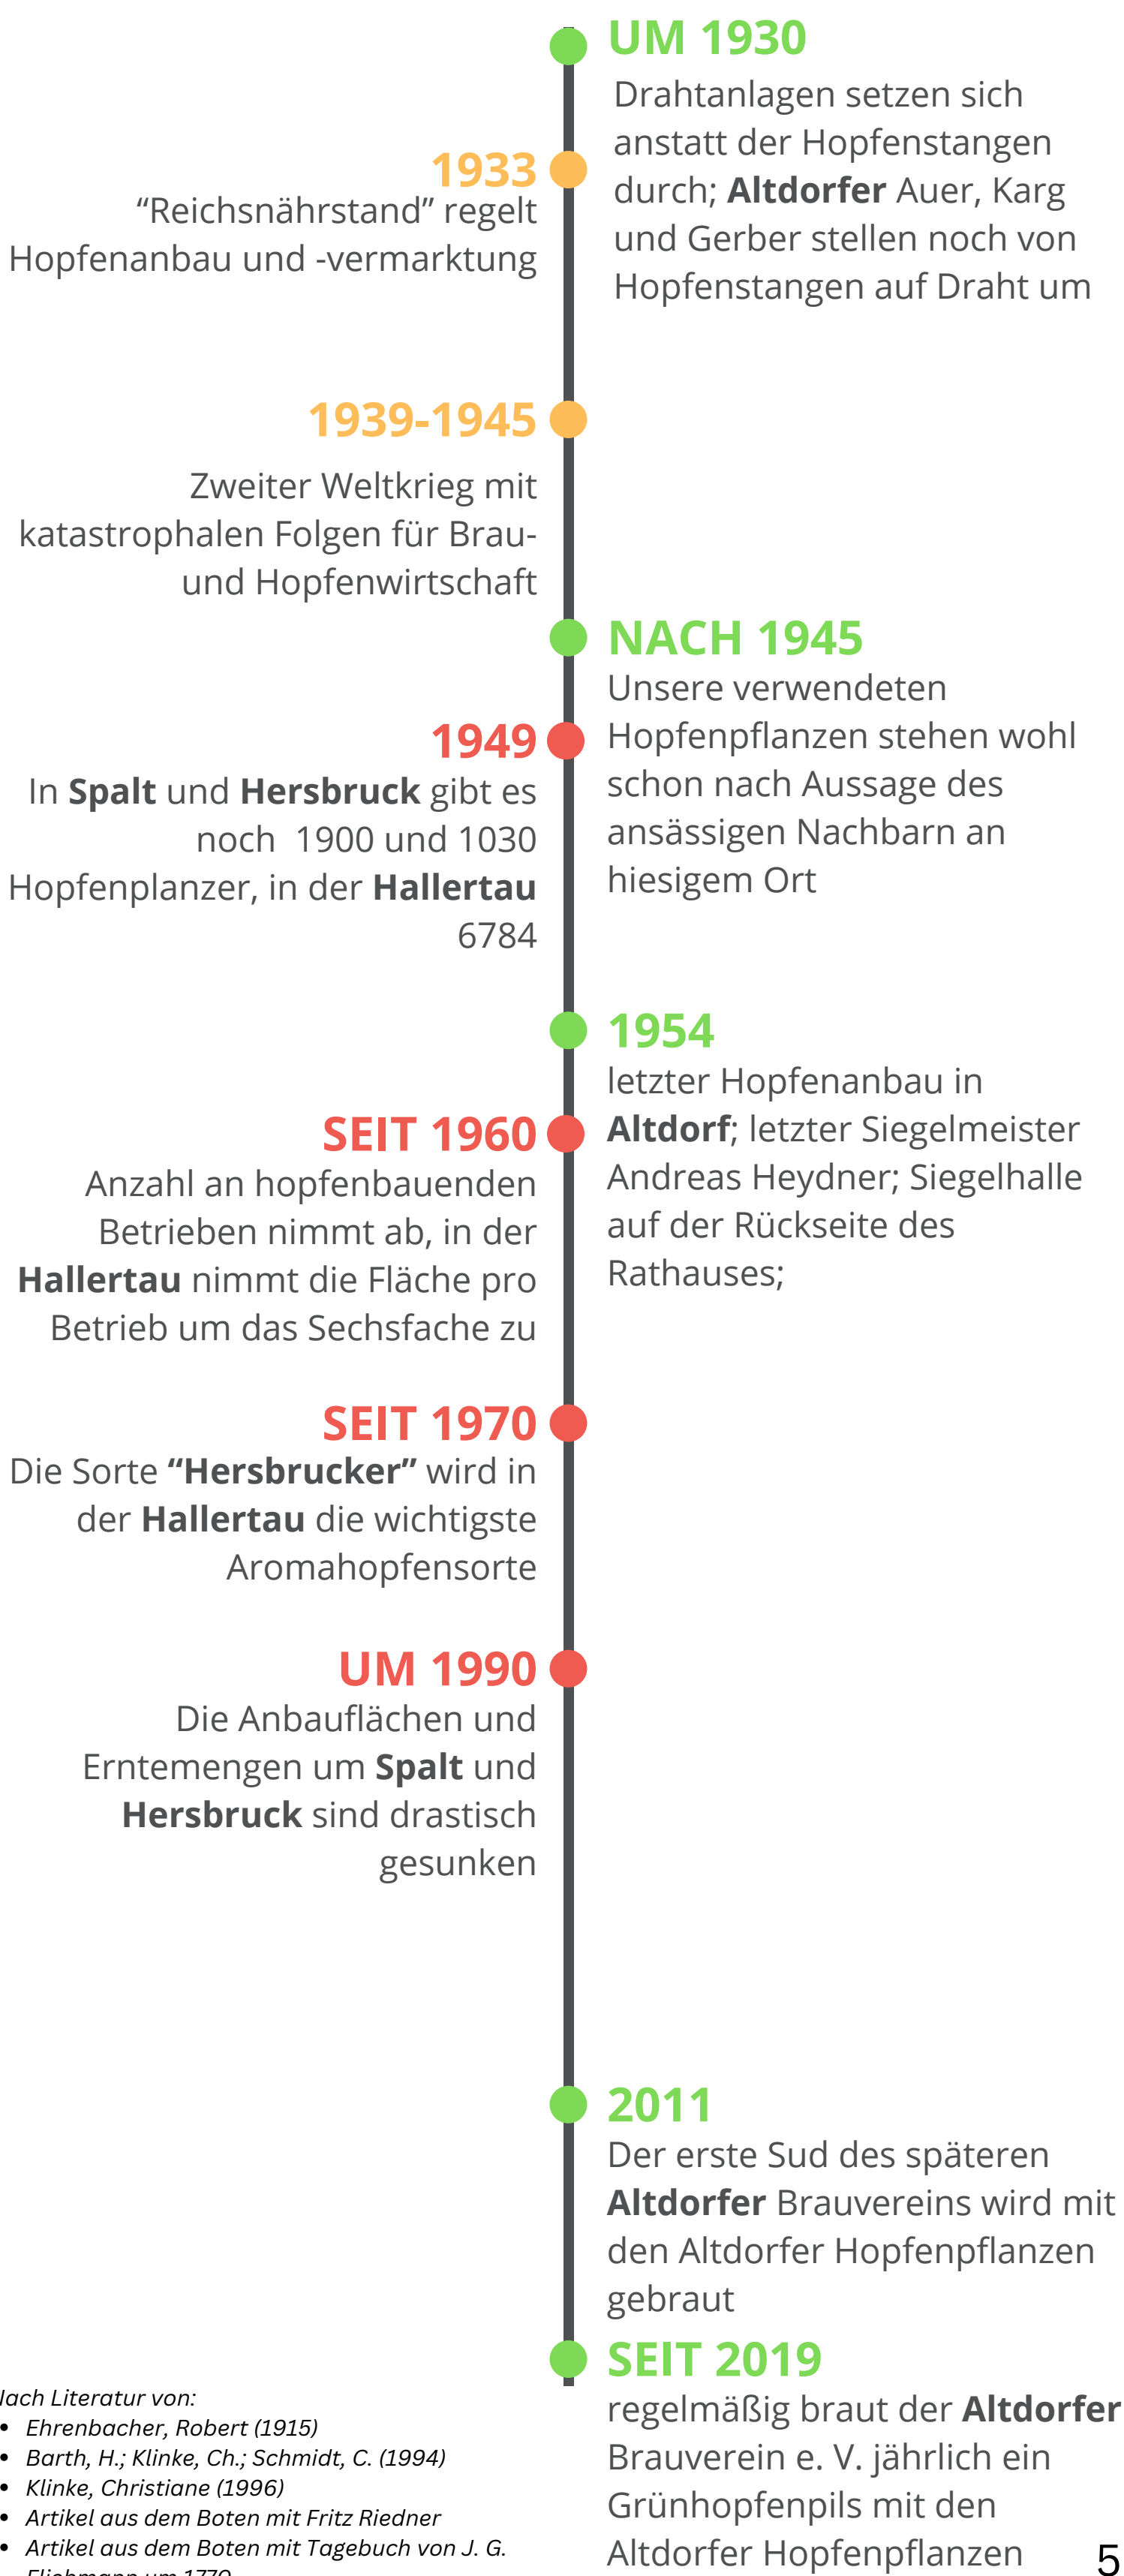 UM 1930
Drahtanlagen setzen sich
anstatt der Hopfenstangen
durch; Altdorfer Auer, Karg
und Gerber stellen noch von
Hopfenstangen auf Draht um
1933
“Reichsnährstand” regelt
Hopfenanbau und -vermarktung
1939-1945
Zweiter Weltkrieg mit
katastrophalen Folgen für Brau-
und Hopfenwirtschaft
NACH 1945
Unsere verwendeten
Hopfenpflanzen stehen wohl
schon nach Aussage des
ansässigen Nachbarn an
hiesigem Ort
1949
In Spalt und Hersbruck gibt es
noch 1900 und 1030
Hopfenplanzer, in der Hallertau
6784
1954
letzter Hopfenanbau in
Altdorf; letzter Siegelmeister
Andreas Heydner; Siegelhalle
auf der Rückseite des
Rathauses;
SEIT 1960
Anzahl an hopfenbauenden
Betrieben nimmt ab, in der
Hallertau nimmt die Fläche pro
Betrieb um das Sechsfache zu
SEIT 1970
Die Sorte “Hersbrucker” wird in
der Hallertau die wichtigste
Aromahopfensorte
UM 1990
Die Anbauflächen und
Erntemengen um Spalt und
Hersbruck sind drastisch
gesunken
2011
Der erste Sud des späteren
Altdorfer Brauvereins wird mit
den Altdorfer Hopfenpflanzen
gebraut
SEIT 2019
regelmäßig braut der Altdorfer
Brauverein e. V. jährlich ein
Grünhopfenpils mit den
Altdorfer Hopfenpflanzen
Nach Literatur von:
• Ehrenbacher, Robert (1915)
• Barth, H.; Klinke, Ch.; Schmidt, C. (1994)
• Klinke, Christiane (1996)
• Artikel aus dem Boten mit Fritz Riedner
• Artikel aus dem Boten mit Tagebuch von J. G.
um 1770
5